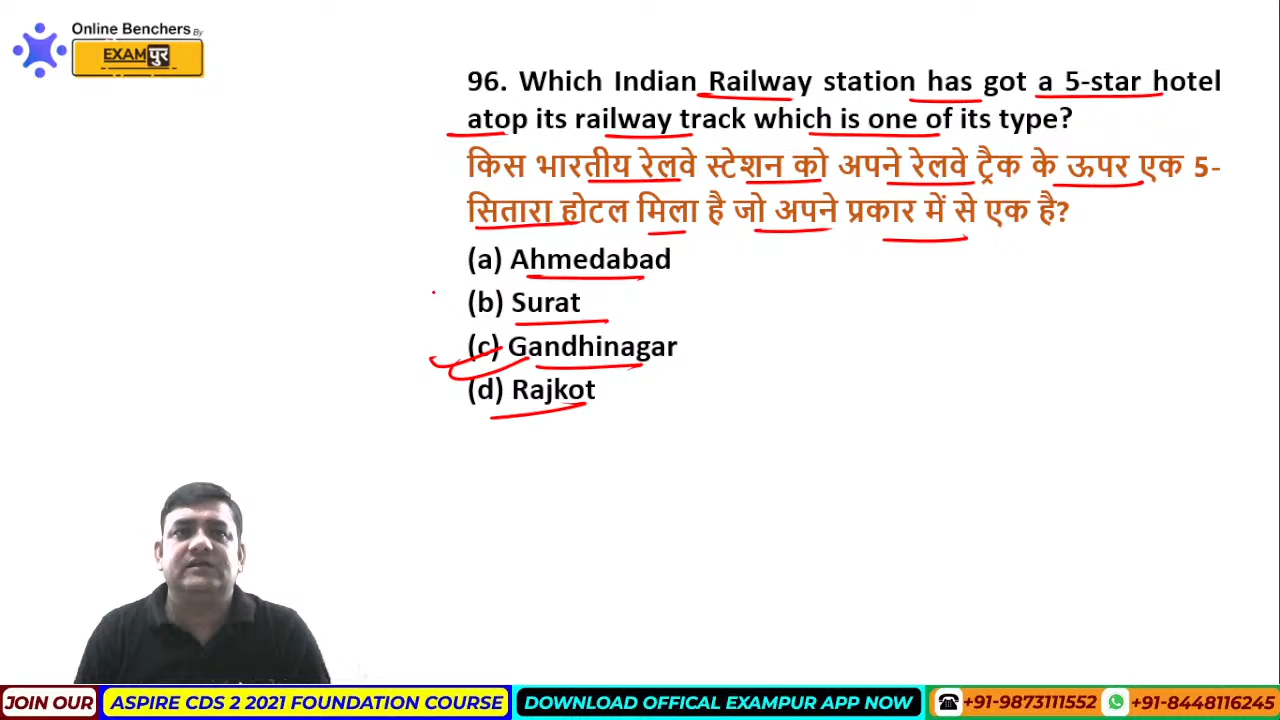 Online Benchers By
EXAMपुर
96. Which Indian Railway station has got a 5-star hotel
atop its railway track which is one of its type?
किस भारतीय रेलवे स्टेशन को अपने रेलवे ट्रैक के ऊपर एक 5-
सितारा होटल मिला है जो अपने प्रकार में से एक है?
(a) Ahmedabad
(b) Surat
(c) Gandhinagar
(d) Rajkot
JOIN OUR ASPIRE CDS 2 2021 FOUNDATION COURSE DOWNLOAD OFFICAL EXAMPUR APP NOW +91-9873111552 +91-8448116245